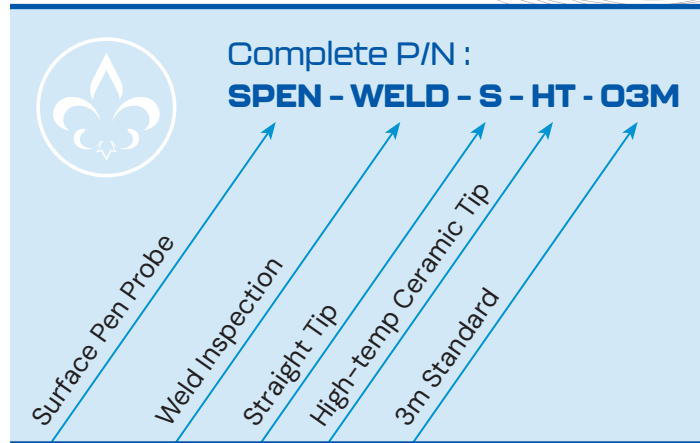 Complete P/N :
SPEN - WELD - S - HT - 03M
Surface Pen Probe
Weld Inspection
Straight Tip
High-temp Ceramic Tip
3m Standard